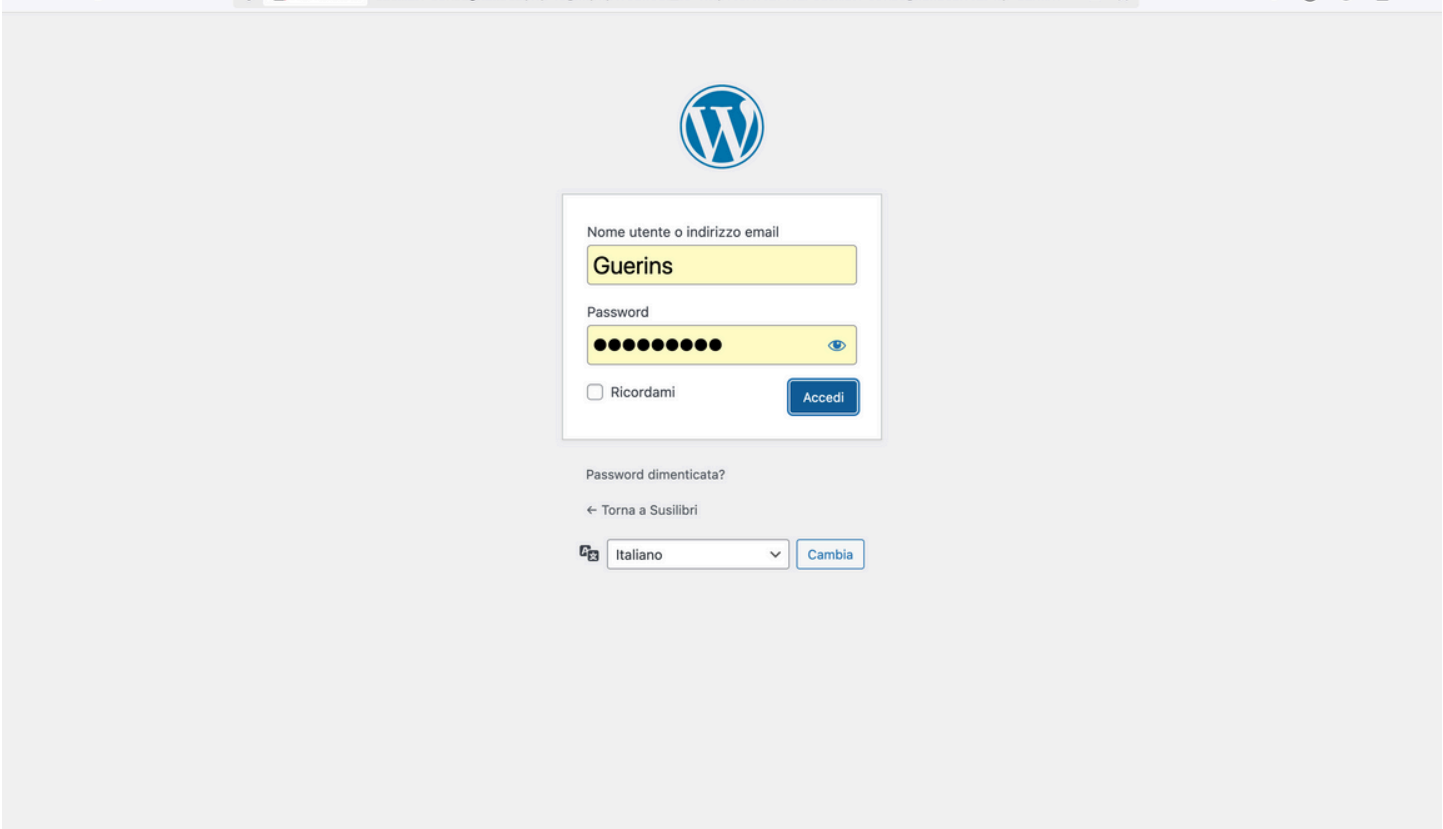 Nome utente o indirizzo email
Guerins
Password
●●●●●●●●●
Ricordami
Accedi
Password dimenticata?
← Torna a Susilibri
Italiano
Cambia